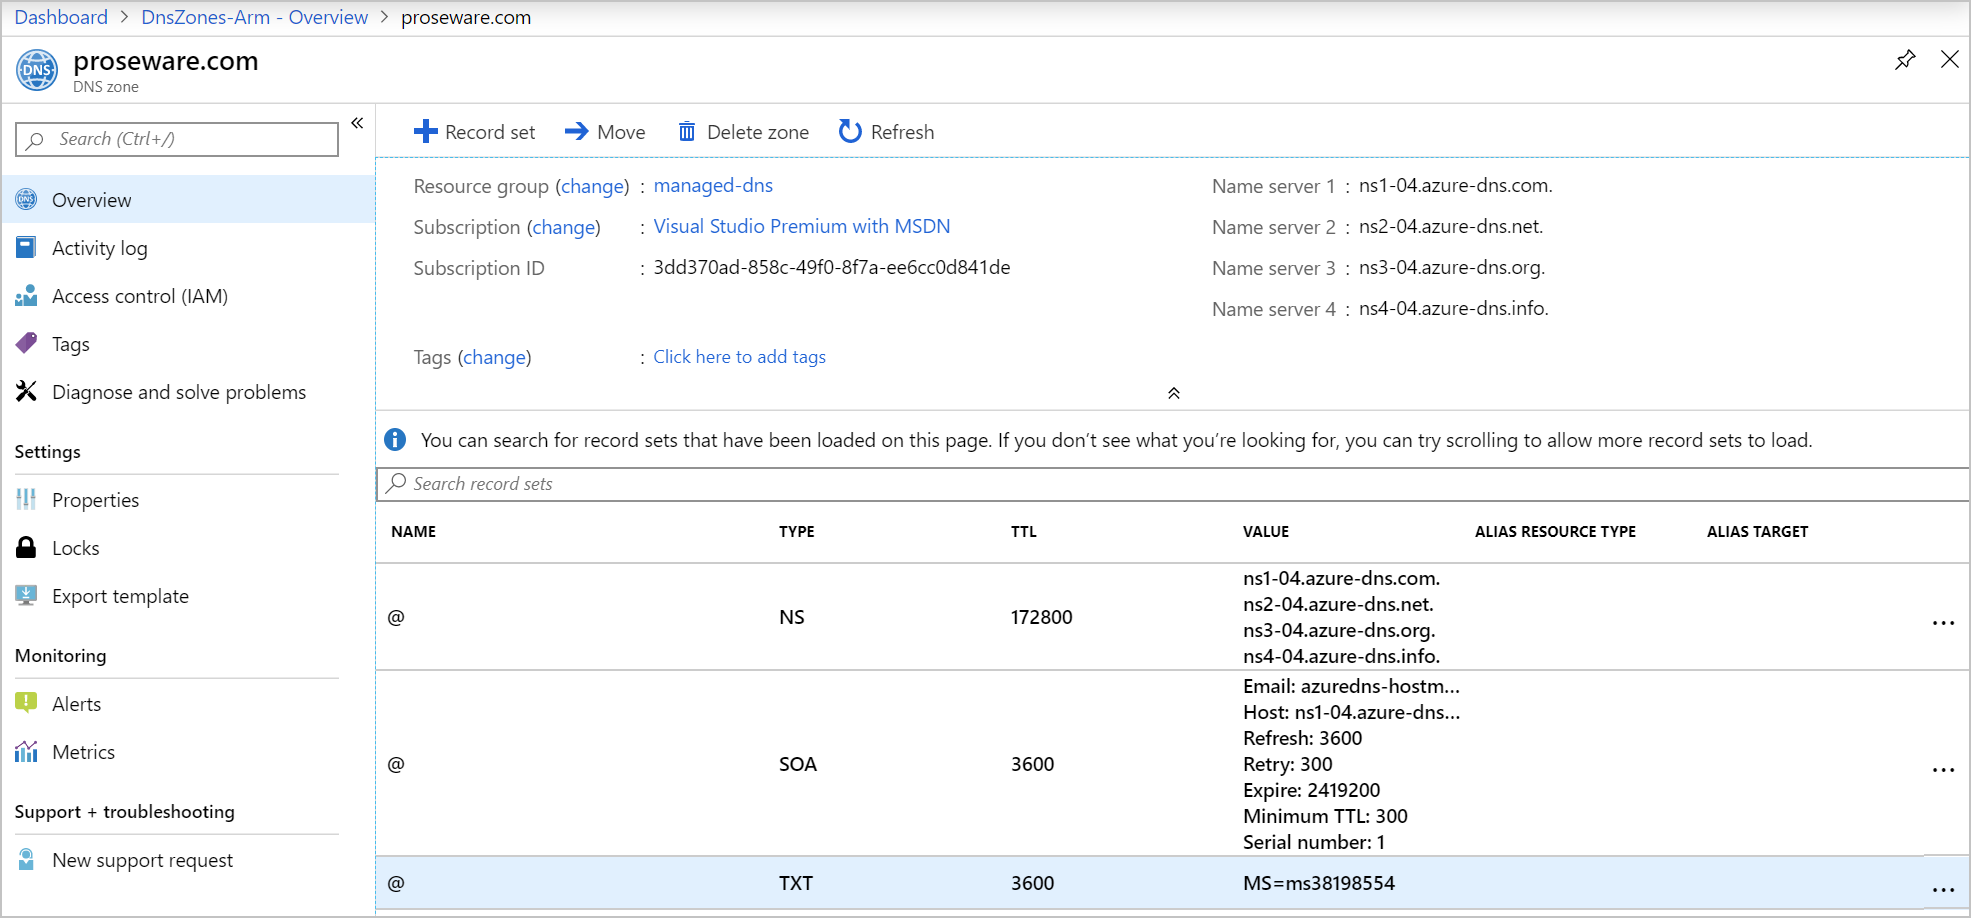 Dashboard > DnsZones-Arm - Overview > proseware.com
DNS
proseware.com
DNS zone
Search (Ctrl+/)
«
Overview
Activity log
Access control (IAM)
Tags
Diagnose and solve problems
Settings
Properties
Locks
Export template
Monitoring
Alerts
Metrics
Support + troubleshooting
New support request
Record set Move Delete zone Refresh
Resource group (change) : managed-dns
Subscription (change) : Visual Studio Premium with MSDN
Subscription ID : 3dd370ad-858c-49f0-8f7a-ee6cc0d841de
Tags (change) : Click here to add tags
Name server 1 : ns1-04.azure-dns.com.
Name server 2 : ns2-04.azure-dns.net.
Name server 3 : ns3-04.azure-dns.org.
Name server 4 : ns4-04.azure-dns.info.
You can search for record sets that have been loaded on this page. If you don't see what you're looking for, you can try scrolling to allow more record sets to load.
Search record sets
NAME TYPE TTL VALUE ALIAS RESOURCE TYPE ALIAS TARGET
@ NS 172800 ns1-04.azure-dns.com.
ns2-04.azure-dns.net.
ns3-04.azure-dns.org.
ns4-04.azure-dns.info.
...
@ SOA 3600 Email: azuredns-hostm...
Host: ns1-04.azure-dns...
Refresh: 3600
Retry: 300
Expire: 2419200
Minimum TTL: 300
Serial number: 1
...
@ TXT 3600 MS=ms38198554 ...